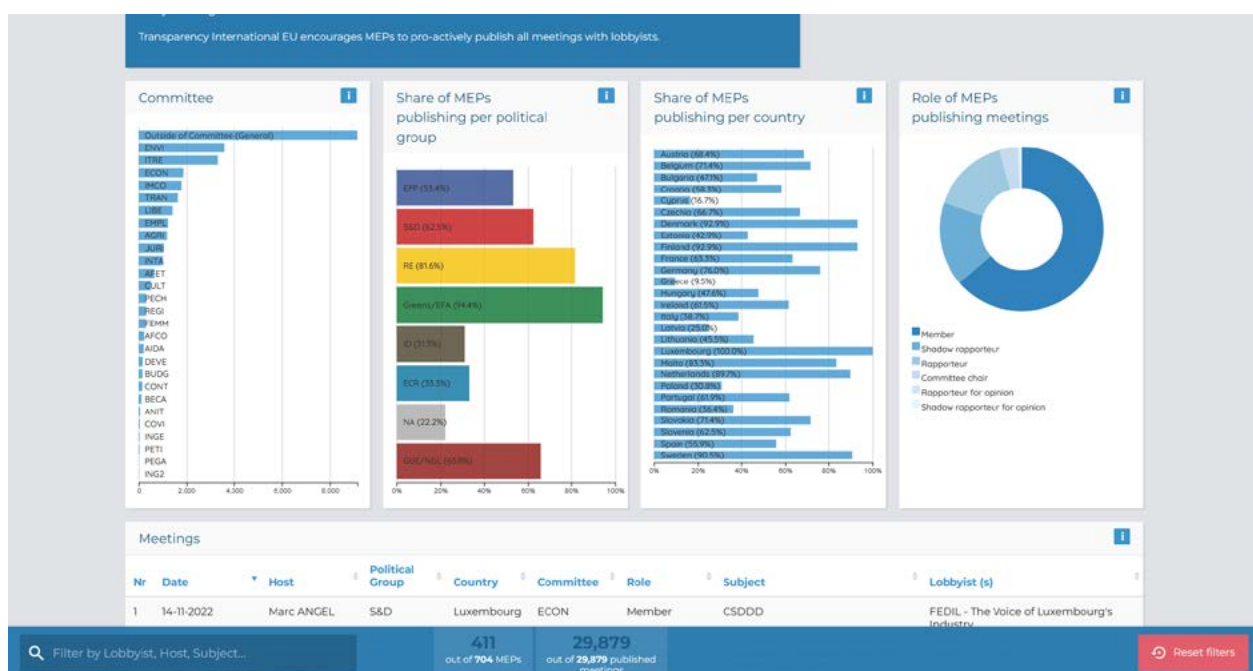 Transparency International EU encourages MEPs to pro-actively publish all meetings with lobbyists.
Committee
i
Outside of Committee (General)
ENVI
ITRE
ECON
IMCO
TRAN
LIBE
EMPL
AGRI
JURI
INTA
AFET
CULT
PECH
REGI
FEMM
AFCO
AIDA
DEVE
BUDG
CONT
BECA
ANIT
COVI
INGE
PETI
PEGA
ING2
0 2,000 4,000 6,000 8,000
Share of MEPs
publishing per political
group
i
EPP (53.4%)
S&D (62.5%)
RE (81.6%)
Greens/EFA (94.4%)
ID (31.3%)
ECR (33.3%)
NA (22.2%)
GUE/NGL
0% 20% 40% 60% 80% 100%
Share of MEPs
publishing per country
i
Austria (68.4%)
Belgium (71.4%)
Bulgaria (47.1%)
Croatia (58.3%)
Cyprus (16.7%)
Czechia (66.7%)
Denmark (92.9%)
Estonia (42.9%)
Finland (92.9%)
France (63.3%)
Germany (76.0%)
Greece (9.5%)
Hungary (47.6%)
Ireland (61.5%)
Italy (38.7%)
Latvia (25.0%)
Lithuania (45.5%)
Luxembourg (100.0%)
Malta (83.3%)
Netherlands (89.7%)
Poland (30.8%)
Portugal (61.9%)
Romania (36.4%)
Slovakia (71.4%)
Slovenia (62.5%)
Spain (55.9%)
Sweden (90.5%)
0% 20% 40% 60% 80% 100%
Role of MEPs
publishing meetings
i
Member
Shadow rapporteur
Rapporteur
Committee chair
Rapporteur for opinion
Shadow rapporteur for opinion
Meetings
i
Nr Date Host Political Group Country Committee Role Subject Lobbyist (s)
1 14-11-2022 Marc ANGEL S&D Luxembourg ECON Member CSDDD FEDIL - The Voice of Luxembourg's
Industry
Filter by Lobbyist, Host, Subject...
411
out of 704 MEPs
29,879
out of 29,879 published
meetings
Reset filters